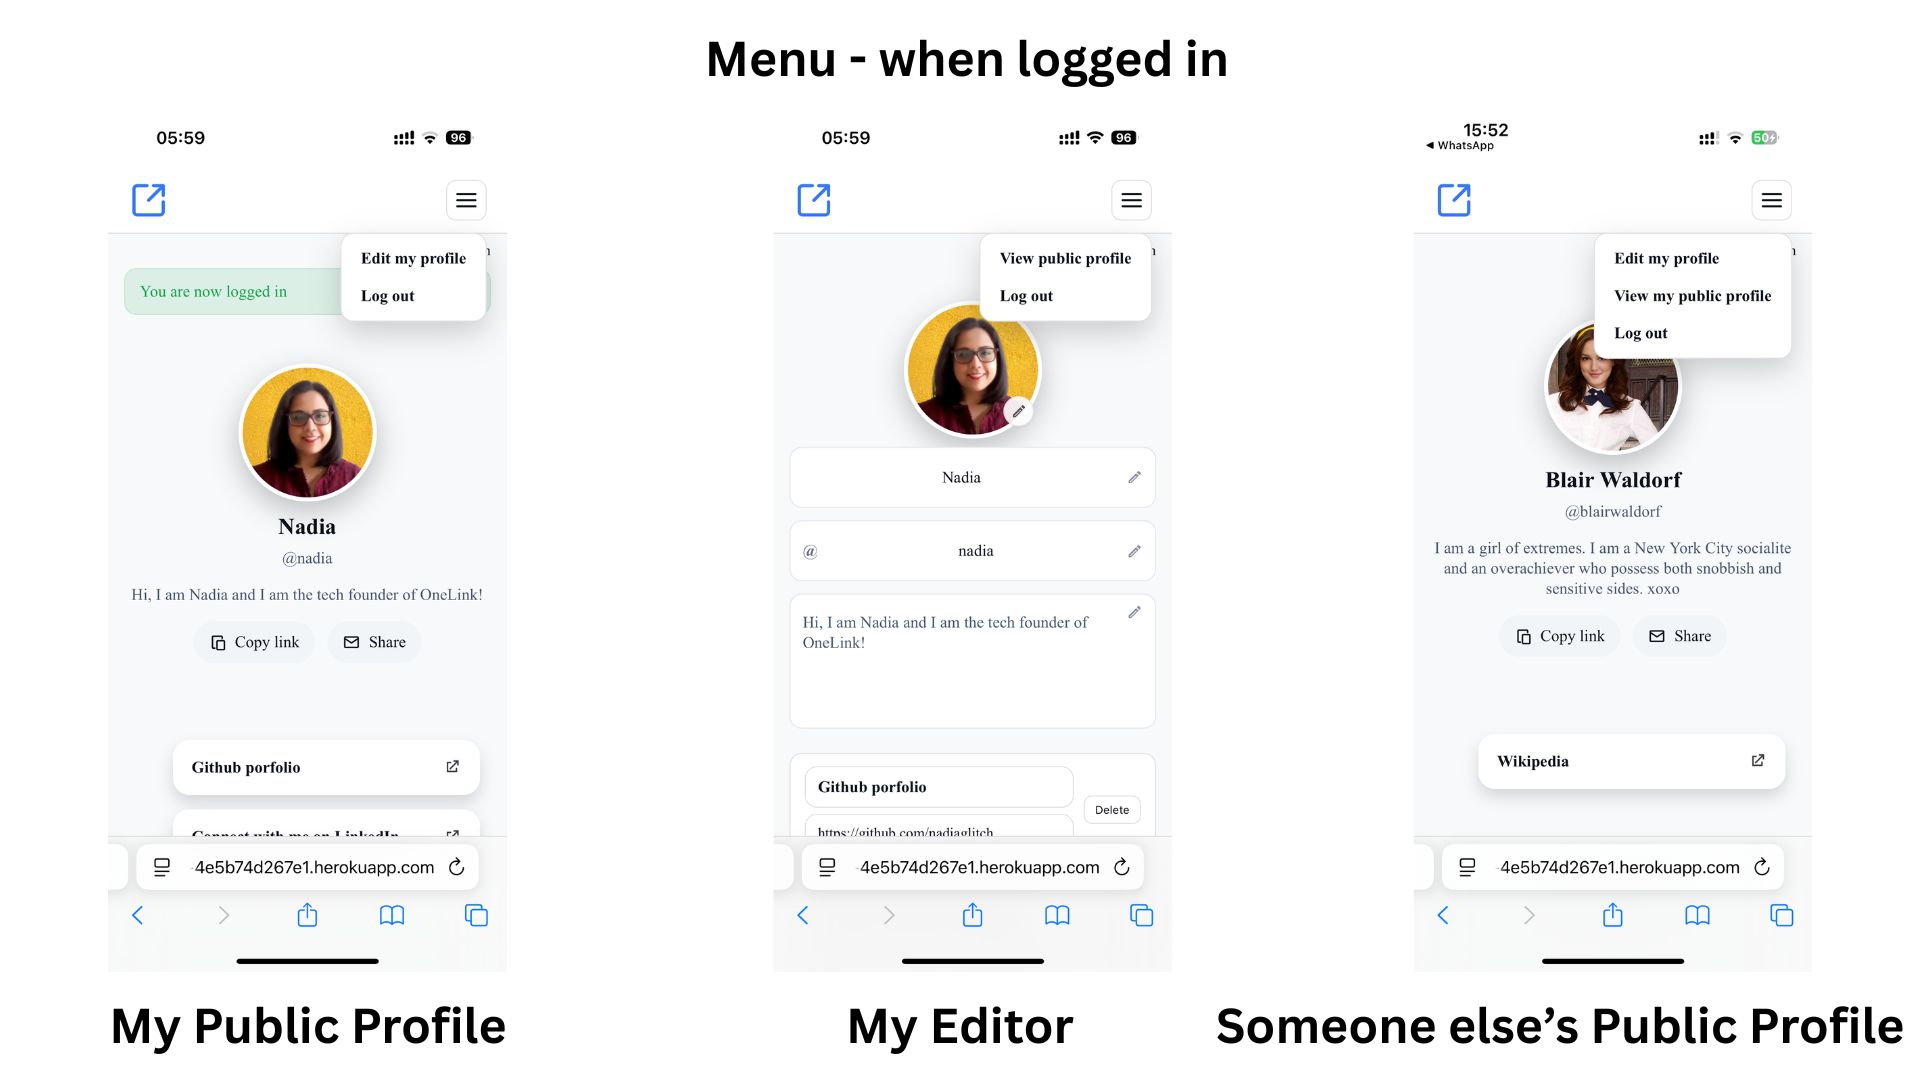 Menu - when logged in
05:59
96
Edit my profile
Log out
You are now logged in
Nadia
@nadia
Hi, I am Nadia and I am the tech founder of OneLink!
Copy link
Share
Github porfolio
Connect with me on LinkedIn
-4e5b74d267e1.herokuapp.com
My Public Profile
05:59
96
View public profile
Log out
Nadia
@ nadia
Hi, I am Nadia and I am the tech founder of
OneLink!
Github porfolio
Delete
https://github.com/nadiaglitch
-4e5b74d267e1.herokuapp.com
My Editor
15:52
◀ WhatsApp
50
Edit my profile
View my public profile
Log out
Blair Waldorf
@blairwaldorf
I am a girl of extremes. I am a New York City socialite
and an overachiever who possess both snobbish and
sensitive sides. xoxo
Copy link
Share
Wikipedia
-4e5b74d267e1.herokuapp.com
Someone else’s Public Profile